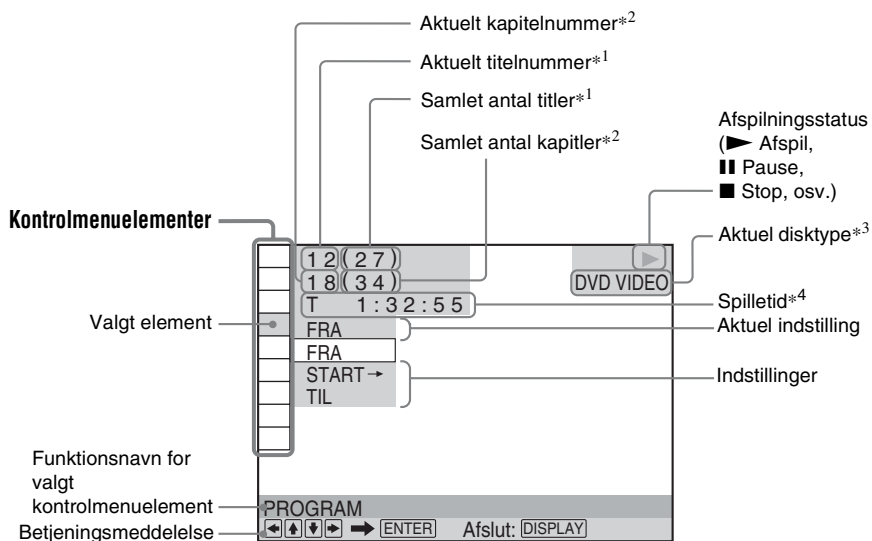 Aktuelt kapitelnummer*2
Aktuelt titelnummer*1
Samlet antal titler*1
Samlet antal kapitler*2
Afspilningsstatus
(▶ Afspil,
❚❚ Pause,
■ Stop, osv.)
Aktuel disktype*3
Spilletid*4
Aktuel indstilling
Indstillinger
Kontrolmenuelementer
Valgt element
Funktionsnavn for
valgt
kontrolmenuelement
Betjeningsmeddelelse
12(27)
18(34)
T 1:32:55
▶
DVD VIDEO
FRA
FRA
START→
TIL
PROGRAM
←↑↓→ ➡ ENTER Afslut: DISPLAY